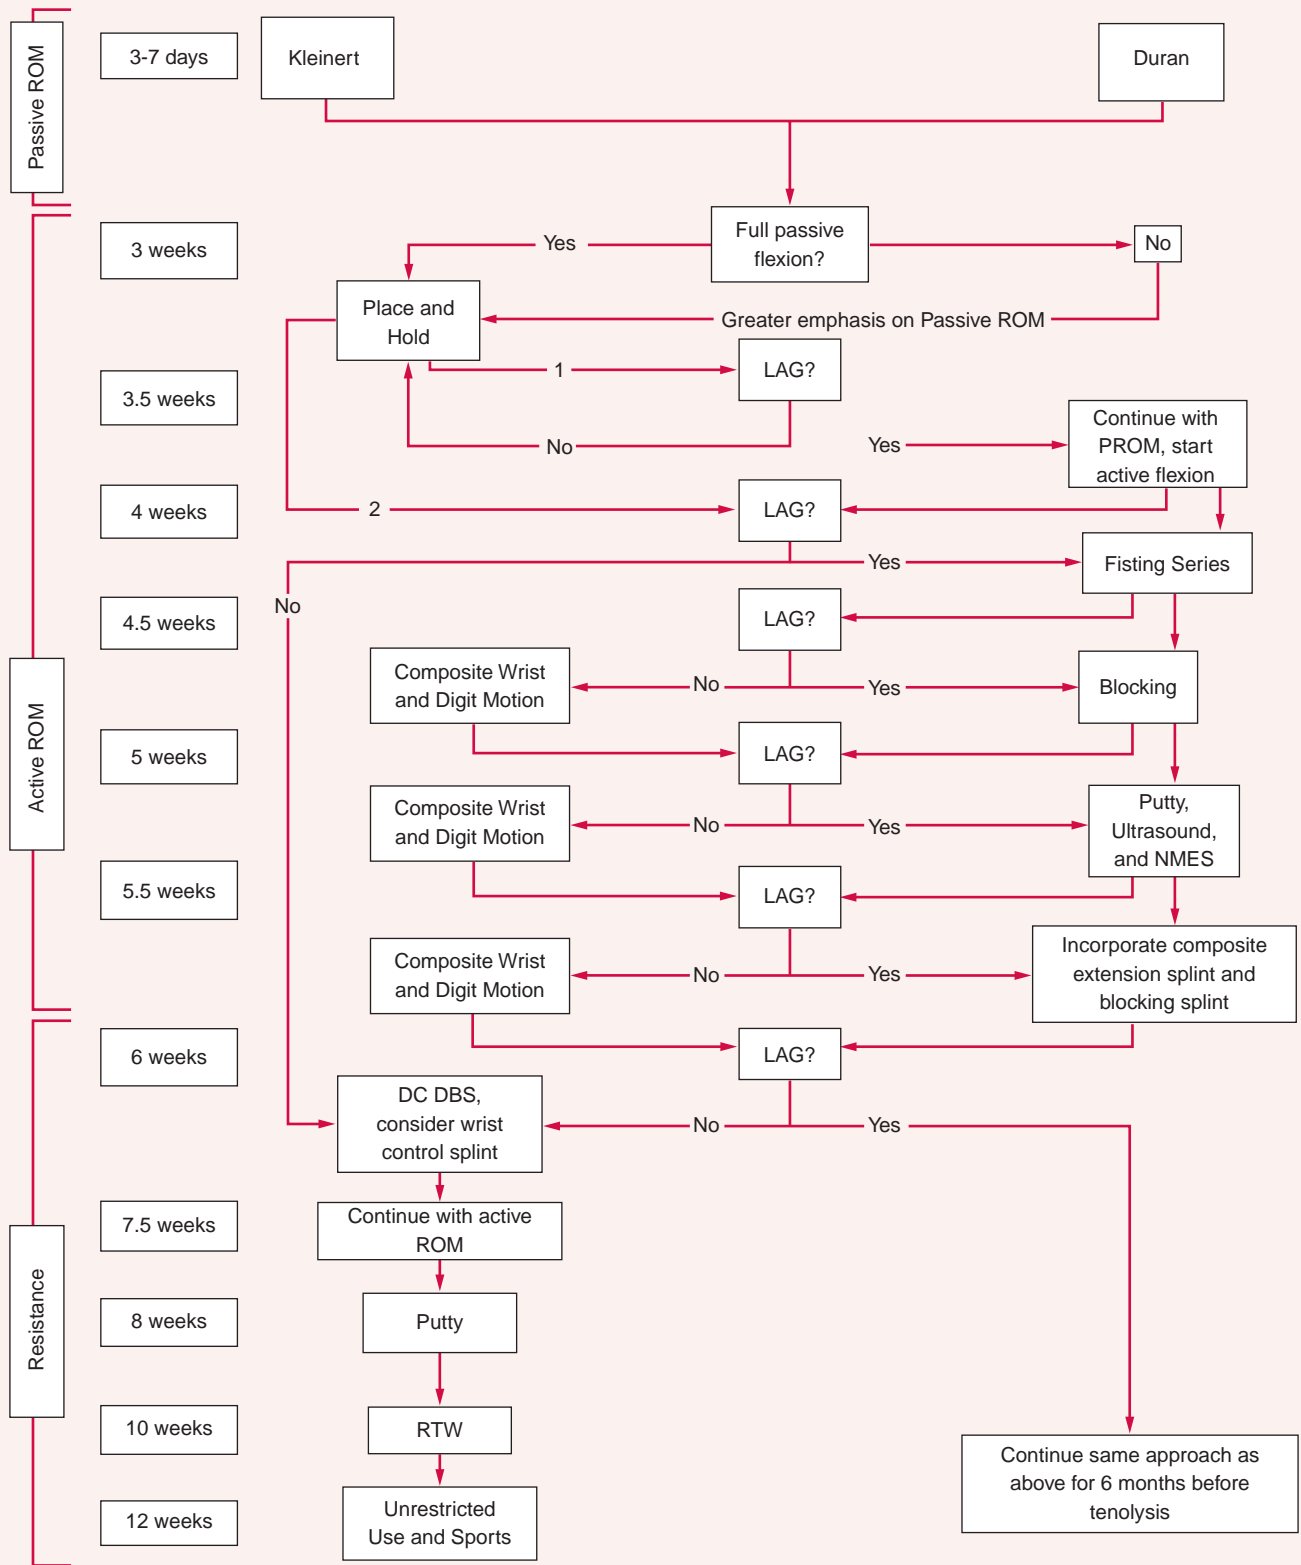 Passive ROM
3-7 days
Kleinert
Duran
Active ROM
3 weeks
Full passive
flexion?
Yes
No
Place and
Hold
Greater emphasis on Passive ROM
1
LAG?
3.5 weeks
No
Yes
Continue with
PROM, start
active flexion
4 weeks
2
LAG?
Yes
Fisting Series
No
4.5 weeks
LAG?
Composite Wrist
and Digit Motion
No
Yes
Blocking
5 weeks
LAG?
Composite Wrist
and Digit Motion
No
Yes
Putty,
Ultrasound,
and NMES
5.5 weeks
LAG?
Composite Wrist
and Digit Motion
No
Yes
Incorporate composite
extension splint and
blocking splint
Resistance
6 weeks
LAG?
DC DBS,
consider wrist
control splint
No
Yes
7.5 weeks
Continue with active
ROM
8 weeks
Putty
10 weeks
RTW
Continue same approach as
above for 6 months before
tenolysis
12 weeks
Unrestricted
Use and Sports